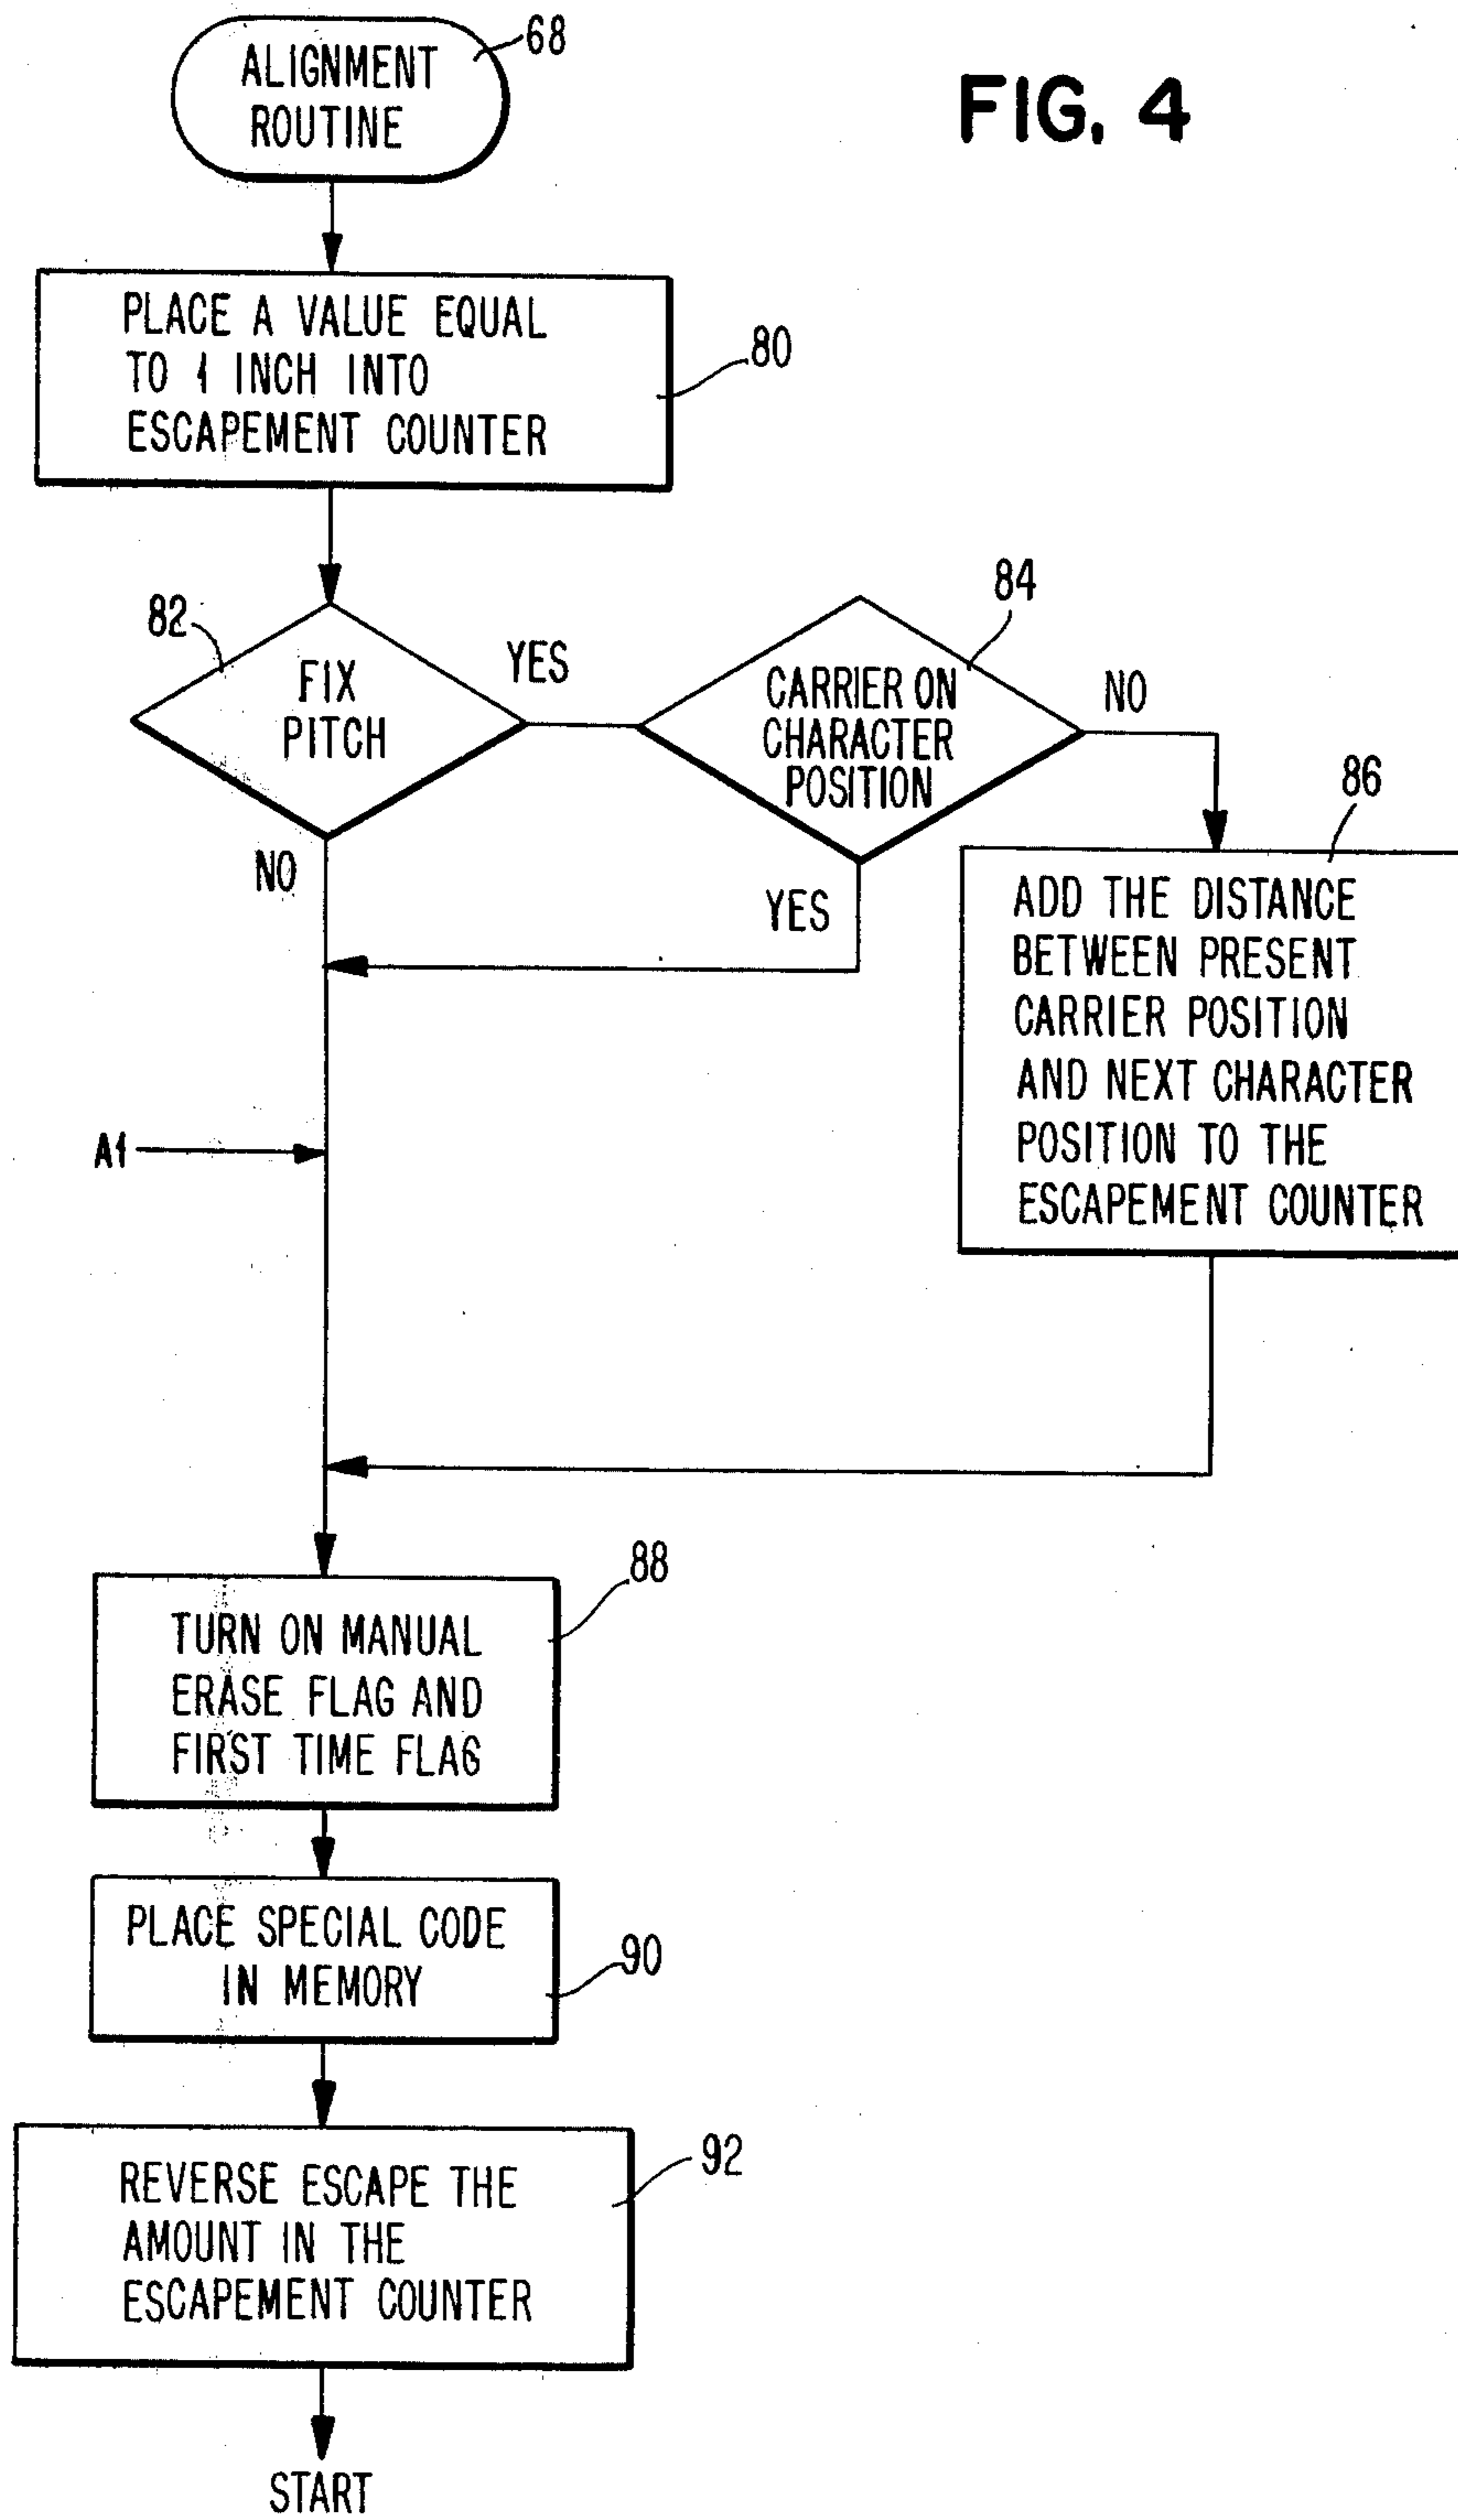 68
ALIGNMENT
ROUTINE
FIG. 4
PLACE A VALUE EQUAL
TO 1 INCH INTO
ESCAPEMENT COUNTER
80
82
FIX
PITCH
YES
NO
84
CARRIER ON
CHARACTER
POSITION
NO
YES
86
ADD THE DISTANCE
BETWEEN PRESENT
CARRIER POSITION
AND NEXT CHARACTER
POSITION TO THE
ESCAPEMENT COUNTER
A1
88
TURN ON MANUAL
ERASE FLAG AND
FIRST TIME FLAG
PLACE SPECIAL CODE
IN MEMORY
90
92
REVERSE ESCAPE THE
AMOUNT IN THE
ESCAPEMENT COUNTER
START